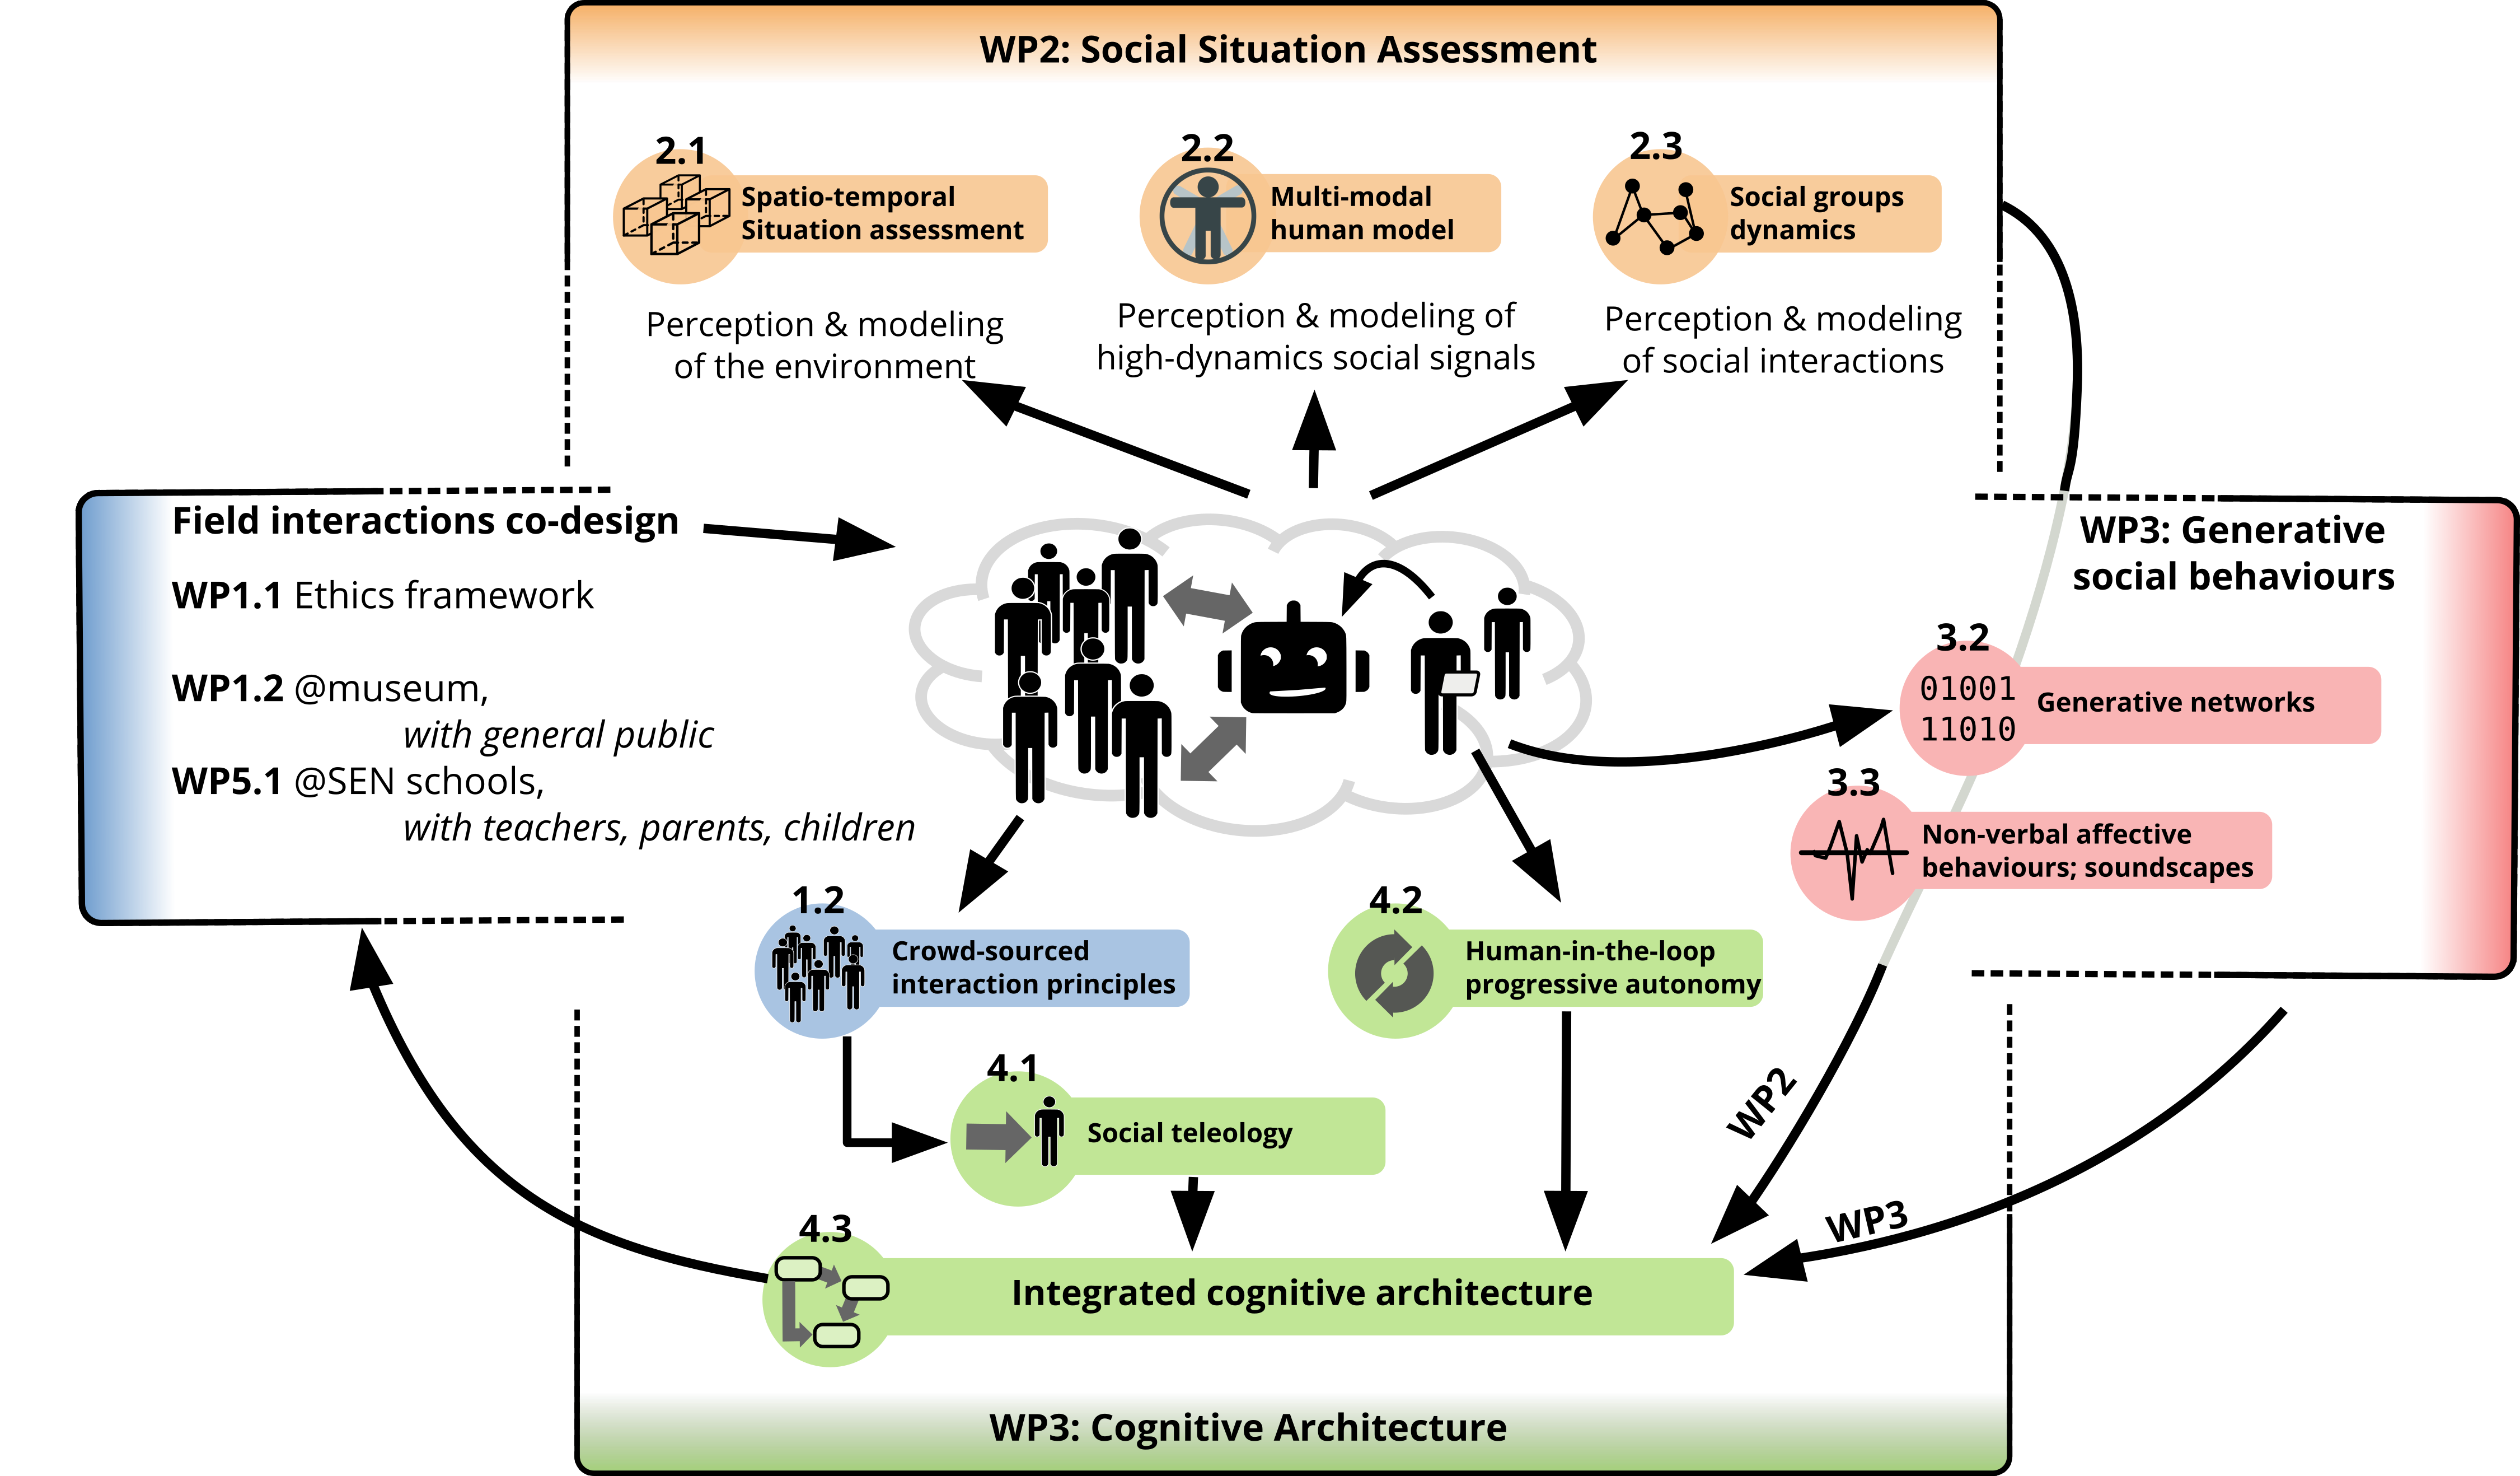 WP2: Social Situation Assessment
2.1
Spatio-temporal
Situation assessment
Perception & modeling
of the environment
2.2
Multi-modal
human model
Perception & modeling of
high-dynamics social signals
2.3
Social groups
dynamics
Perception & modeling
of social interactions
Field interactions co-design
WP1.1 Ethics framework
WP1.2 @museum,
with general public
WP5.1 @SEN schools,
with teachers, parents, children
WP3: Generative
social behaviours
3.2
01001
11010
Generative networks
3.3
Non-verbal affective
behaviours; soundscapes
1.2
Crowd-sourced
interaction principles
4.2
Human-in-the-loop
progressive autonomy
4.1
Social teleology
WP2
WP3
4.3
Integrated cognitive architecture
WP3: Cognitive Architecture